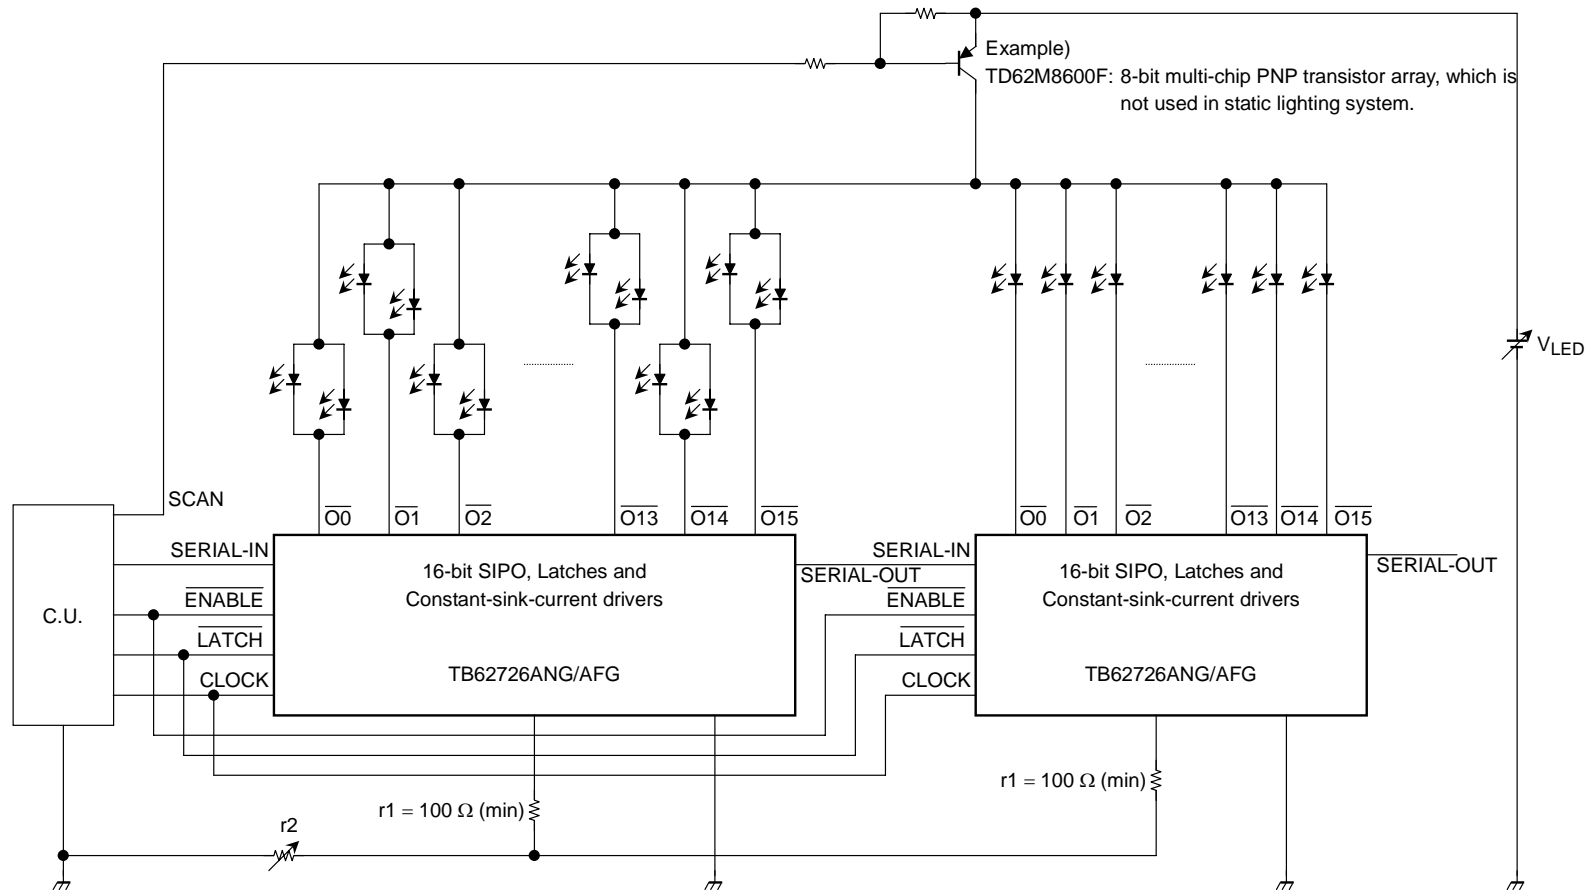 Example)
TD62M8600F: 8-bit multi-chip PNP transistor array, which is
not used in static lighting system.
VLED
SCAN
O0
O1
O2
O13
O14
O15
O0
O1
O2
O13
O14
O15
C.U.
SERIAL-IN
ENABLE
LATCH
CLOCK
16-bit SIPO, Latches and
Constant-sink-current drivers
TB62726ANG/AFG
SERIAL-IN
SERIAL-OUT
ENABLE
LATCH
CLOCK
16-bit SIPO, Latches and
Constant-sink-current drivers
TB62726ANG/AFG
SERIAL-OUT
r1 = 100 Ω (min)
r1 = 100 Ω (min)
r2